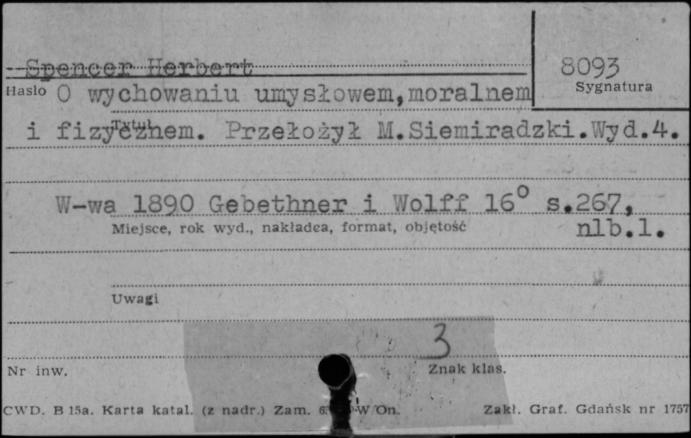 Spencer Herbert
8093
Sygnatura
Hasło O wychowaniu umysłowem,moralnem
Tytuł
i fizycznem. Przełożył M.Siemiradzki.Wyd.4.
W-wa 1890 Gebethner i Wolff 16° s.267,
Miejsce, rok wyd., nakładca, format, objętość
nlb.1.
Uwagi
3
Nr inw.
Znak klas.
CWD. B 15a. Karta katal. (z nadr.) Zam. W On.
Zakł. Graf. Gdańsk nr 1757